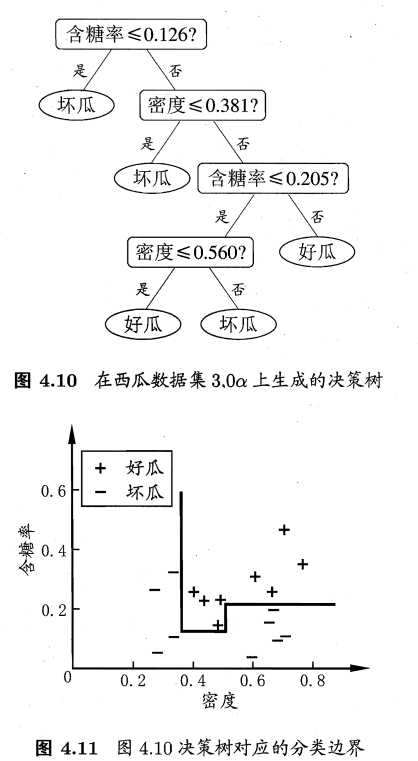 含糖率≤0.126?
是
否
坏瓜
密度≤0.381?
是
否
坏瓜
含糖率≤0.205?
是
否
密度≤0.560?
好瓜
是
否
好瓜
坏瓜
图 4.10 在西瓜数据集 3.0α 上生成的决策树
+ 好瓜
− 坏瓜
0.6
0.4
0.2
0
0.2
0.4
0.6
0.8
含糖率
密度
图 4.11 图 4.10 决策树对应的分类边界